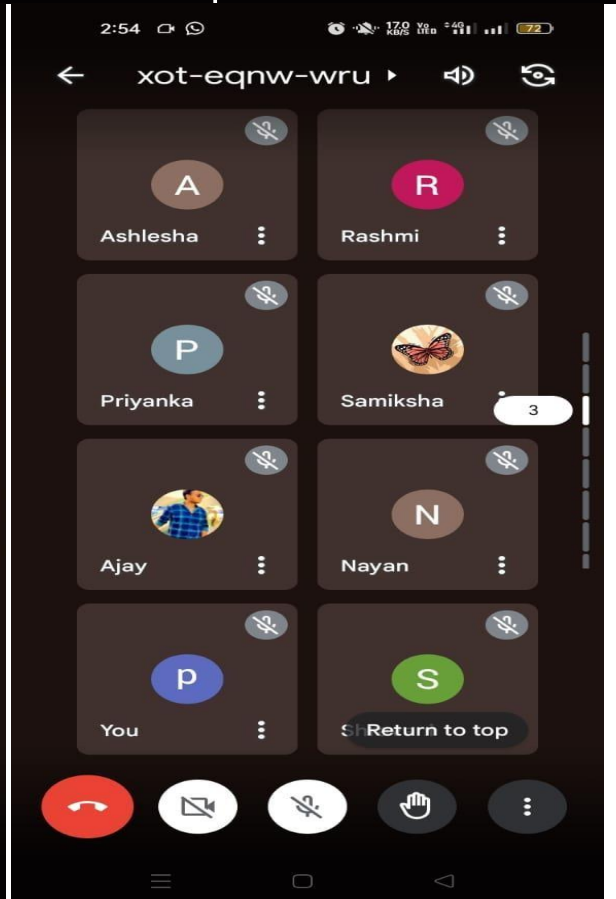 2:54 17.0 KB/S 4G 72
xot-eqnw-wru
A R
Ashlesha Rashmi
P
Priyanka Samiksha
3
N
Ajay Nayan
p S
You Return to top